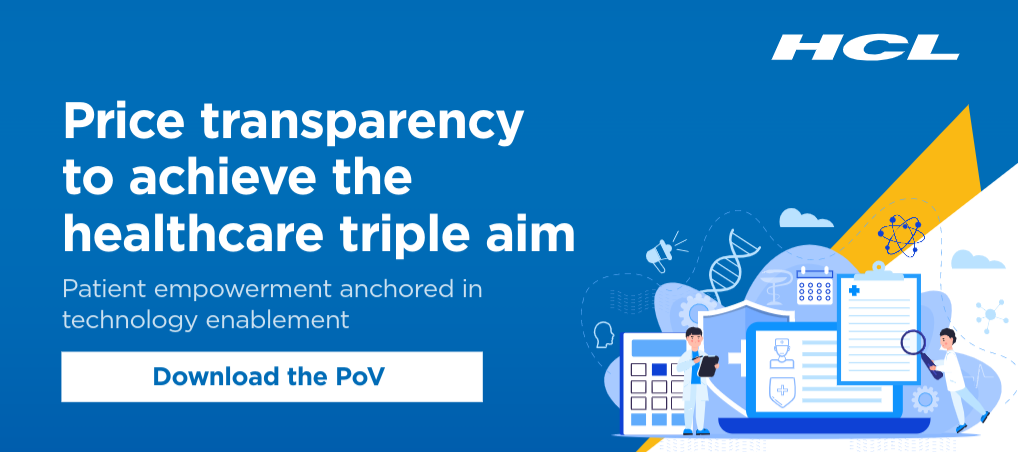 HCL
Price transparency
to achieve the
healthcare triple aim
Patient empowerment anchored in
technology enablement
Download the PoV